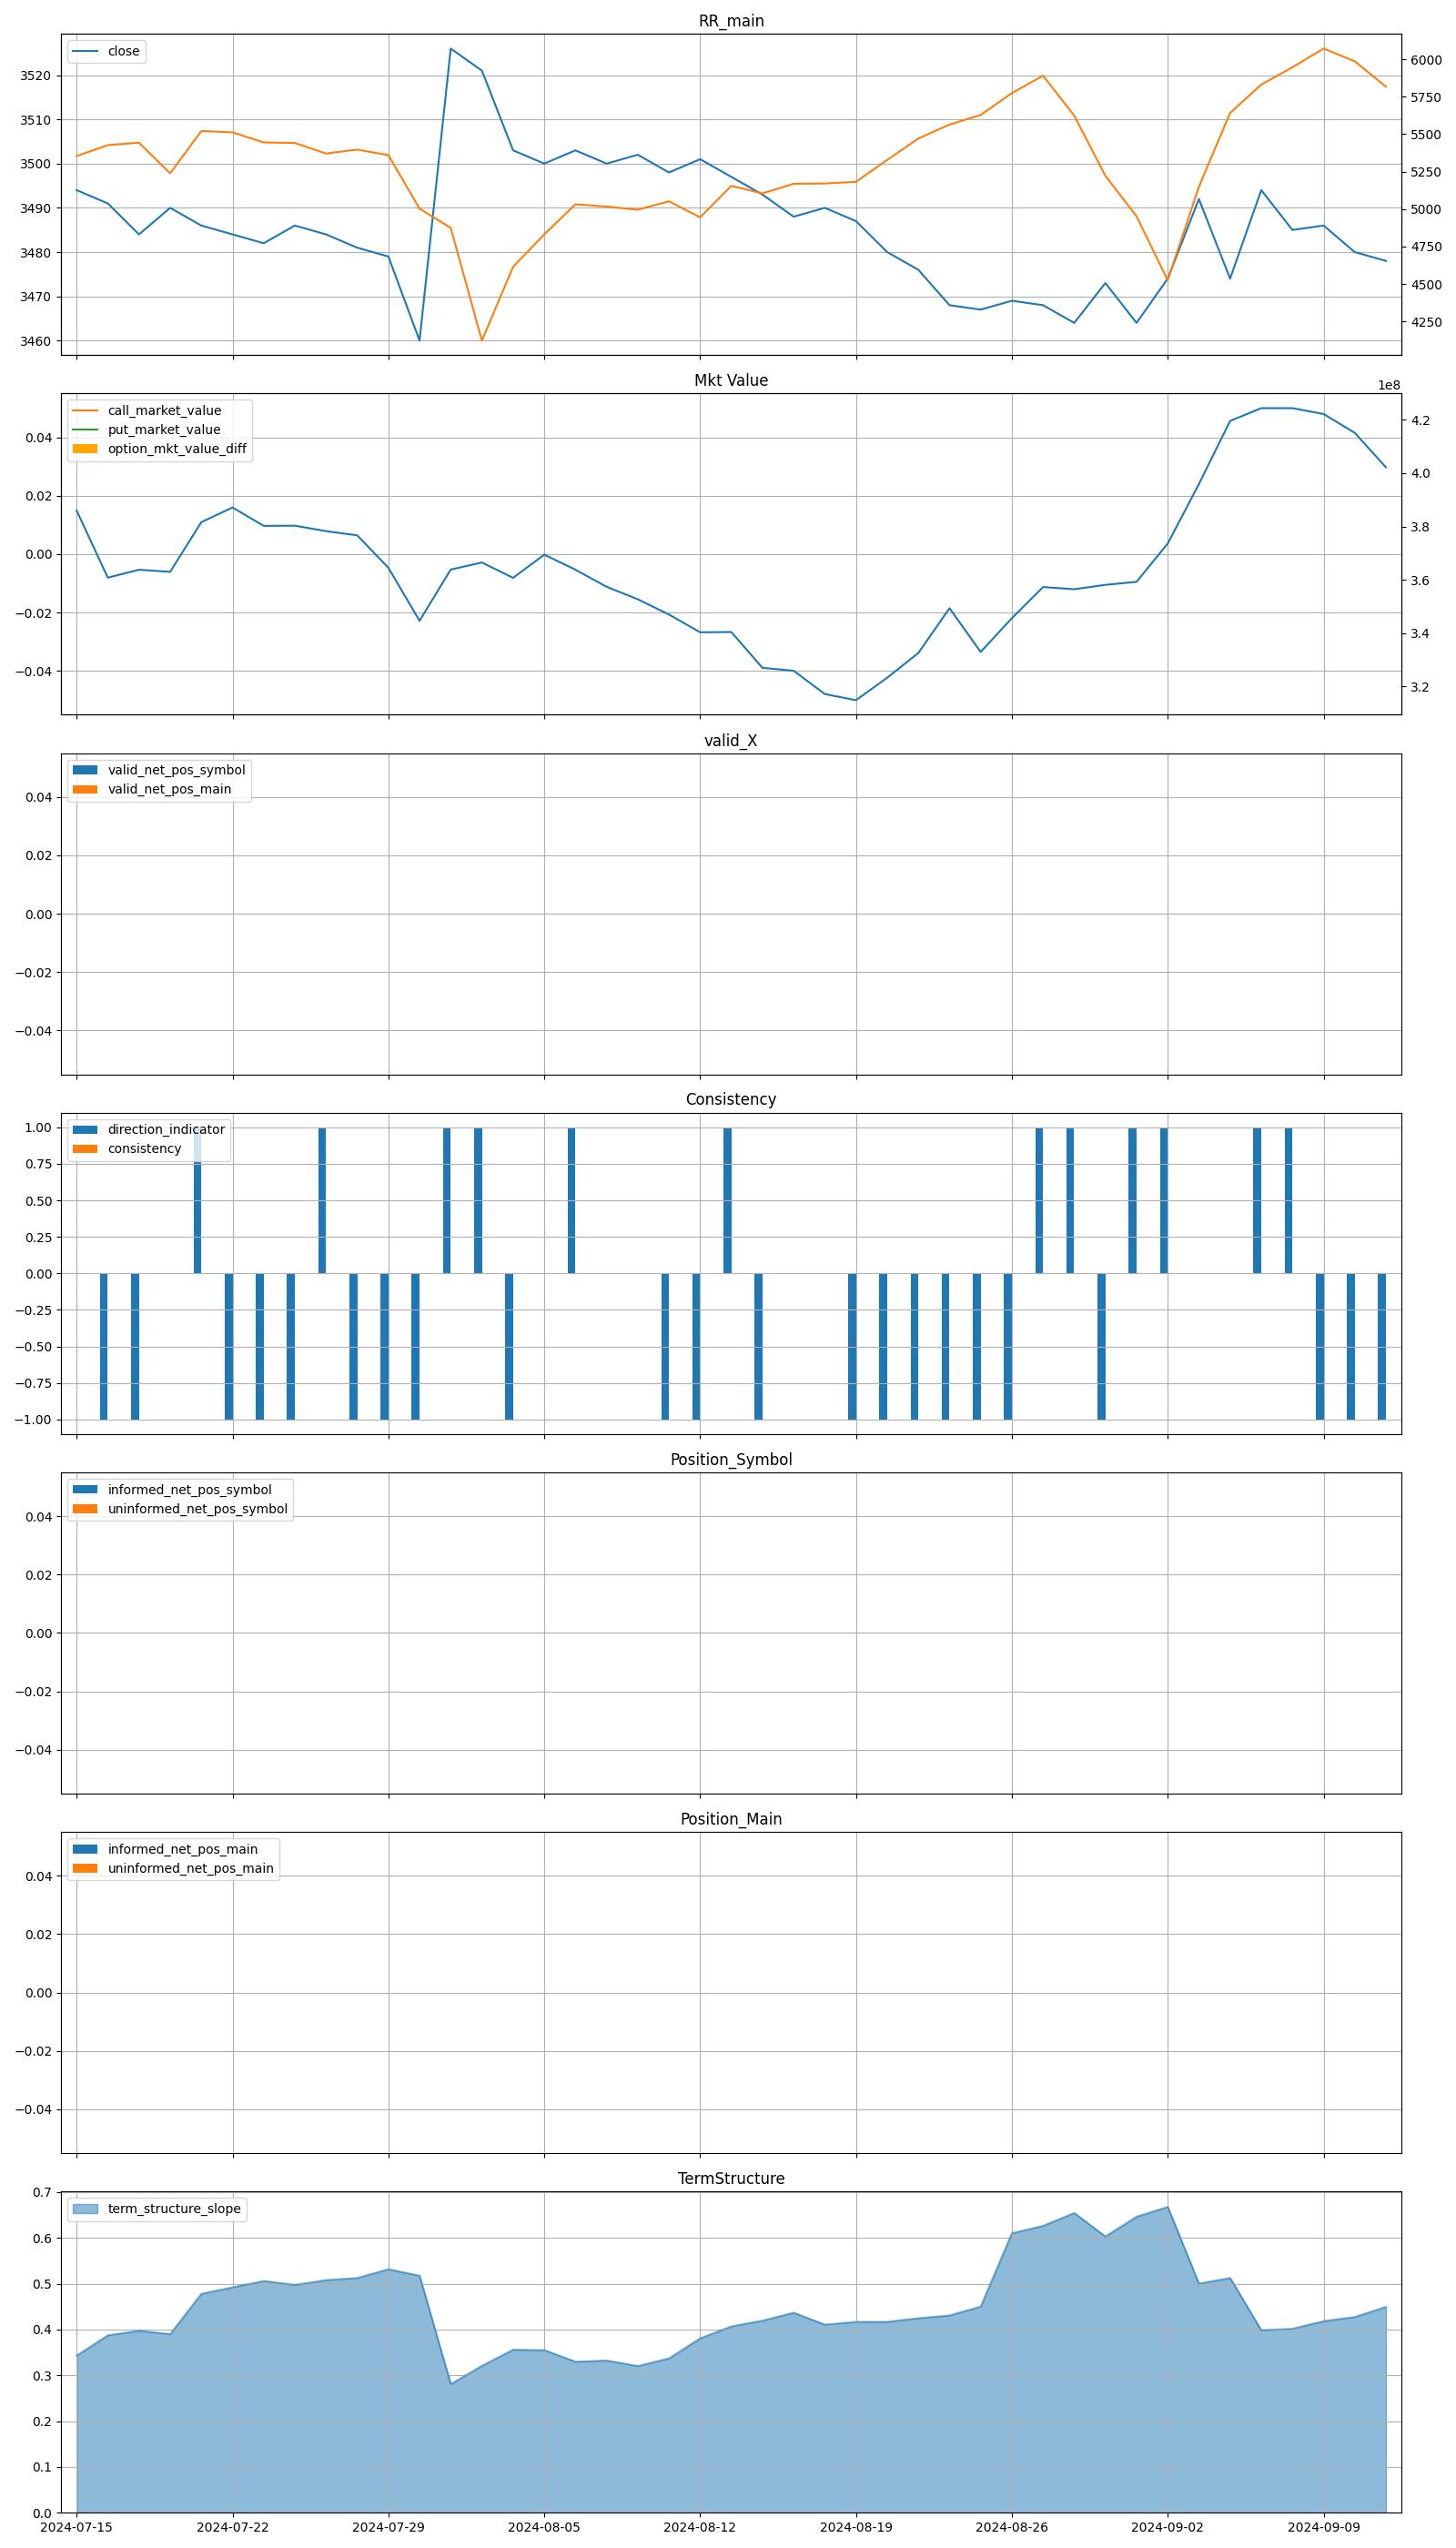 RR_main
close
3520
3510
3500
3490
3480
3470
3460
6000
5750
5500
5250
5000
4750
4500
4250
Mkt Value
1e8
call_market_value
put_market_value
option_mkt_value_diff
0.04
0.02
0.00
−0.02
−0.04
4.2
4.0
3.8
3.6
3.4
3.2
valid_X
valid_net_pos_symbol
valid_net_pos_main
0.04
0.02
0.00
−0.02
−0.04
Consistency
direction_indicator
consistency
1.00
0.75
0.50
0.25
0.00
−0.25
−0.50
−0.75
−1.00
Position_Symbol
informed_net_pos_symbol
uninformed_net_pos_symbol
0.04
0.02
0.00
−0.02
−0.04
Position_Main
informed_net_pos_main
uninformed_net_pos_main
0.04
0.02
0.00
−0.02
−0.04
TermStructure
term_structure_slope
0.7
0.6
0.5
0.4
0.3
0.2
0.1
0.0
2024-07-15 2024-07-22 2024-07-29 2024-08-05 2024-08-12 2024-08-19 2024-08-26 2024-09-02 2024-09-09